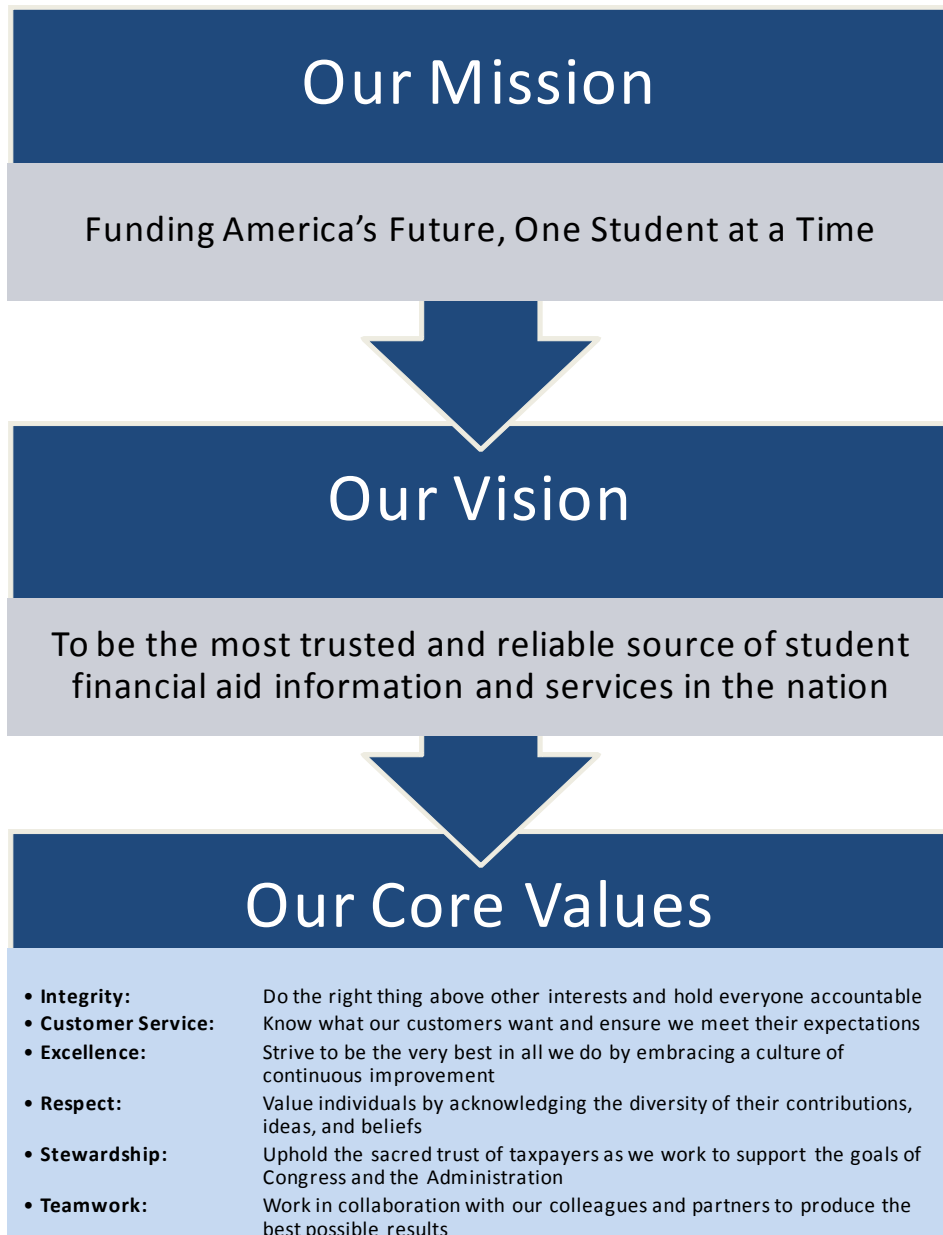 Our Mission
Funding America's Future, One Student at a Time
Our Vision
To be the most trusted and reliable source of student
financial aid information and services in the nation
Our Core Values
• Integrity: Do the right thing above other interests and hold everyone accountable
• Customer Service: Know what our customers want and ensure we meet their expectations
• Excellence: Strive to be the very best in all we do by embracing a culture of
continuous improvement
• Respect: Value individuals by acknowledging the diversity of their contributions,
ideas, and beliefs
• Stewardship: Uphold the sacred trust of taxpayers as we work to support the goals of
Congress and the Administration
• Teamwork: Work in collaboration with our colleagues and partners to produce the
best possible results